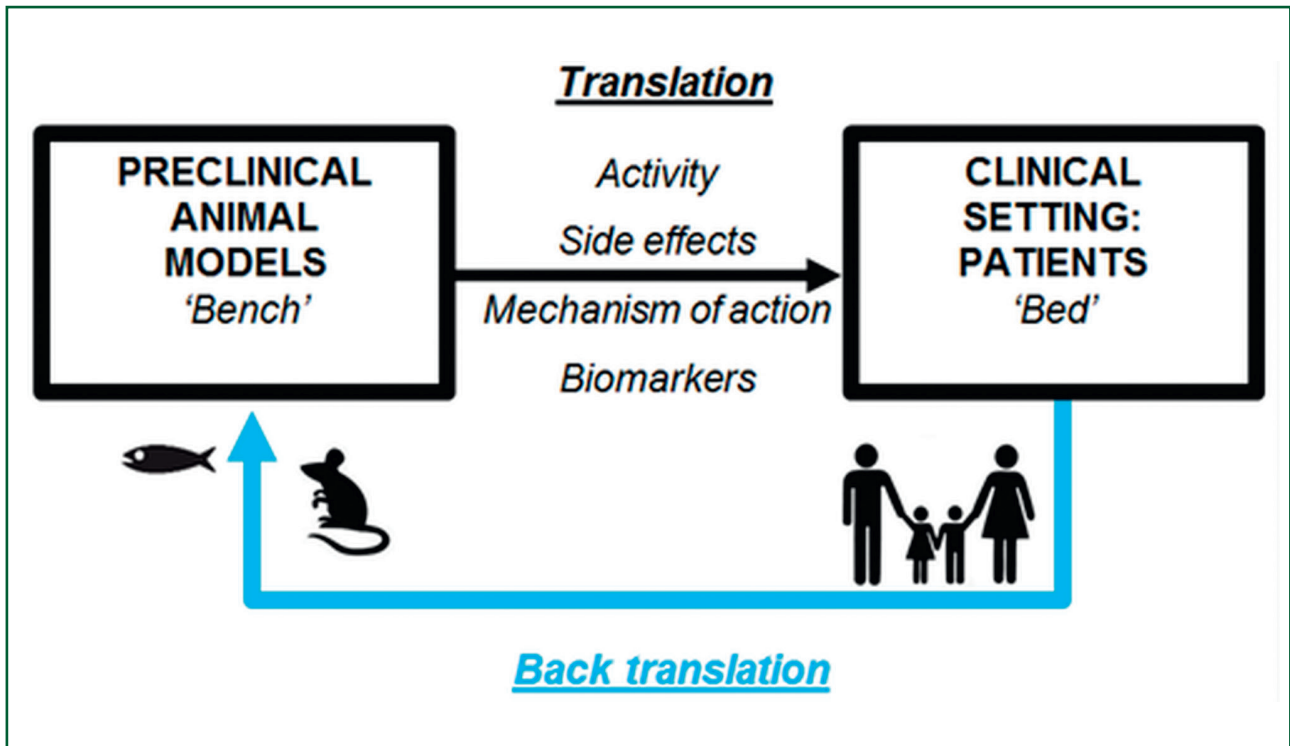 Translation
PRECLINICAL
ANIMAL
MODELS
‘Bench’
Activity
Side effects
Mechanism of action
Biomarkers
CLINICAL
SETTING:
PATIENTS
‘Bed’
Back translation